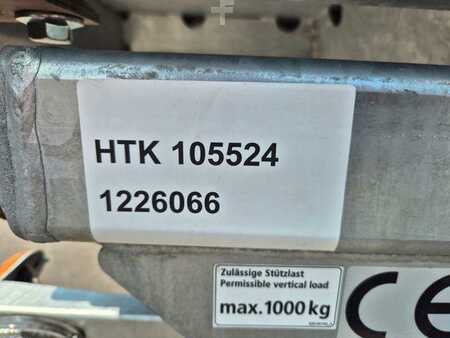 HTK 105524
1226066
Zulässige Stützlast
Permissible vertical load
max. 1000 kg
CE